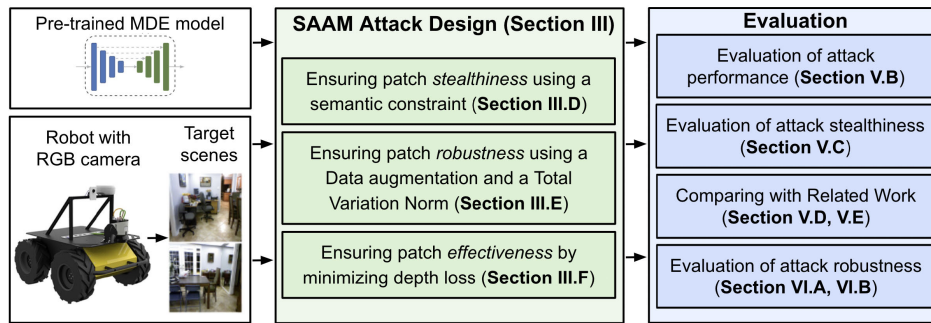 Pre-trained MDE model
Robot with
RGB camera
Target
scenes
SAAM Attack Design (Section III)
Ensuring patch stealthiness using a
semantic constraint (Section III.D)
Ensuring patch robustness using a
Data augmentation and a Total
Variation Norm (Section III.E)
Ensuring patch effectiveness by
minimizing depth loss (Section III.F)
Evaluation
Evaluation of attack
performance (Section V.B)
Evaluation of attack stealthiness
(Section V.C)
Comparing with Related Work
(Section V.D, V.E)
Evaluation of attack robustness
(Section VI.A, VI.B)